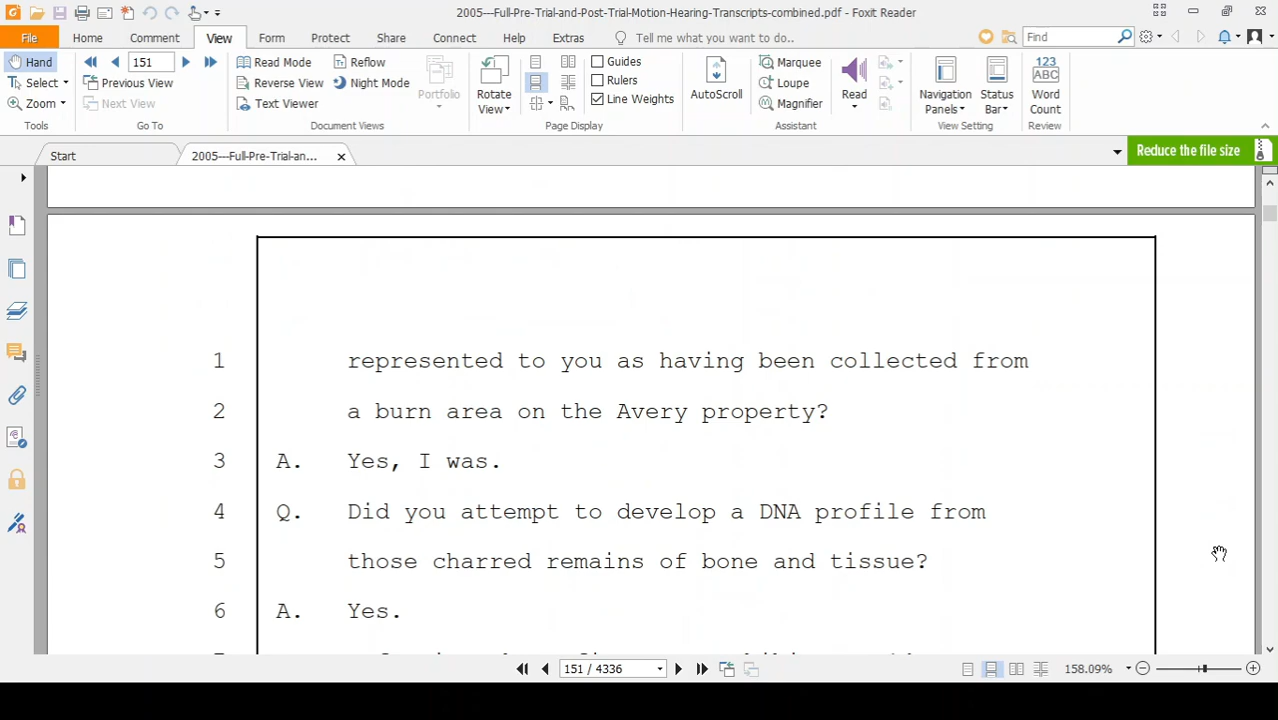 2005---Full-Pre-Trial-and-Post-Trial-Motion-Hearing-Transcripts-combined.pdf - Foxit Reader
File Home Comment View Form Protect Share Connect Help Extras Tell me what you want to do.. Find
Hand 151 Read Mode Reflow Guides Marquee 123
Select Previous View Reverse View Night Mode Rulers Loupe ABC
Zoom Next View Text Viewer Portfolio Rotate View Line Weights AutoScroll Magnifier Read Navigation Panels Status Bar Word Count
Tools Go To Document Views Page Display Assistant View Setting Review
Start 2005---Full-Pre-Trial-an... Reduce the file size
1 represented to you as having been collected from
2 a burn area on the Avery property?
3 A. Yes, I was.
4 Q. Did you attempt to develop a DNA profile from
5 those charred remains of bone and tissue?
6 A. Yes.
151 / 4336 158.09%